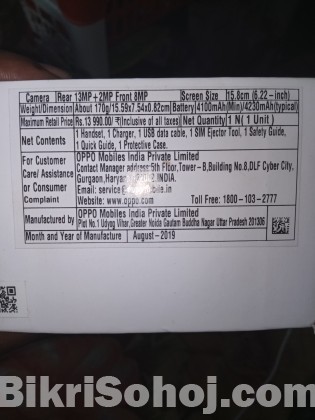 Camera Rear 13MP+2MP Front 8MP Screen Size 15.8cm (6.22-inch)
Weight/Dimension About 170g/15.59x7.54x0.82cm Battery 4100mAh(Min)/4230mAh(typical)
Maximum Retail Price Rs.13 990.00/ (Inclusive of all taxes) Net Quantity 1 N( 1 Unit )
Net Contents 1 Handset, 1 Charger, 1 USB data cable, 1 SIM Ejector Tool, 1 Safety Guide,
1 Quick Guide, 1 Protective Case.
For Customer Care/ Assistance or Consumer Complaint
OPPO Mobiles India Private Limited
Contact Manager address:5th Floor,Tower-B,Building No.8,DLF Cyber City,
Gurgaon, INDIA.
Email:
Website: www.oppo.com Toll Free: 1800-103-2777
Manufactured by OPPO Mobiles India Private Limited
Plot No.1 Udyog Vihar,Greater Noida Gautam Buddha Nagar Uttar Pradesh 201306
Month and Year of Manufacture August-2019
BikriSohoj.com